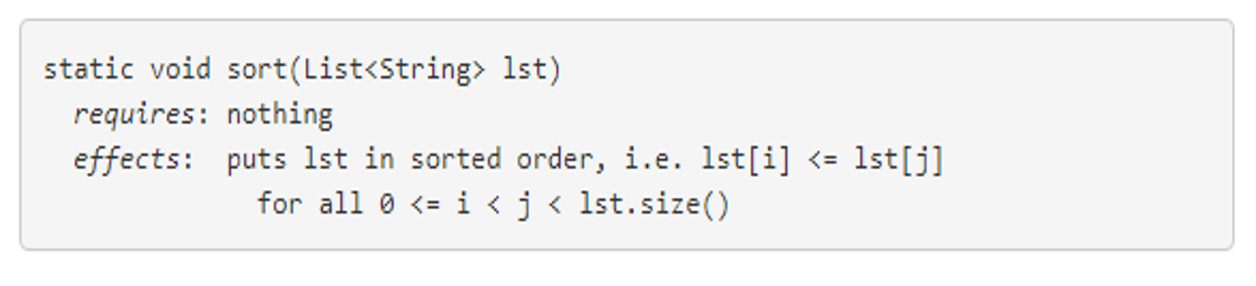 static void sort(List<String> lst)
requires: nothing
effects: puts lst in sorted order, i.e. lst[i] <= lst[j]
for all 0 <= i < j < lst.size()